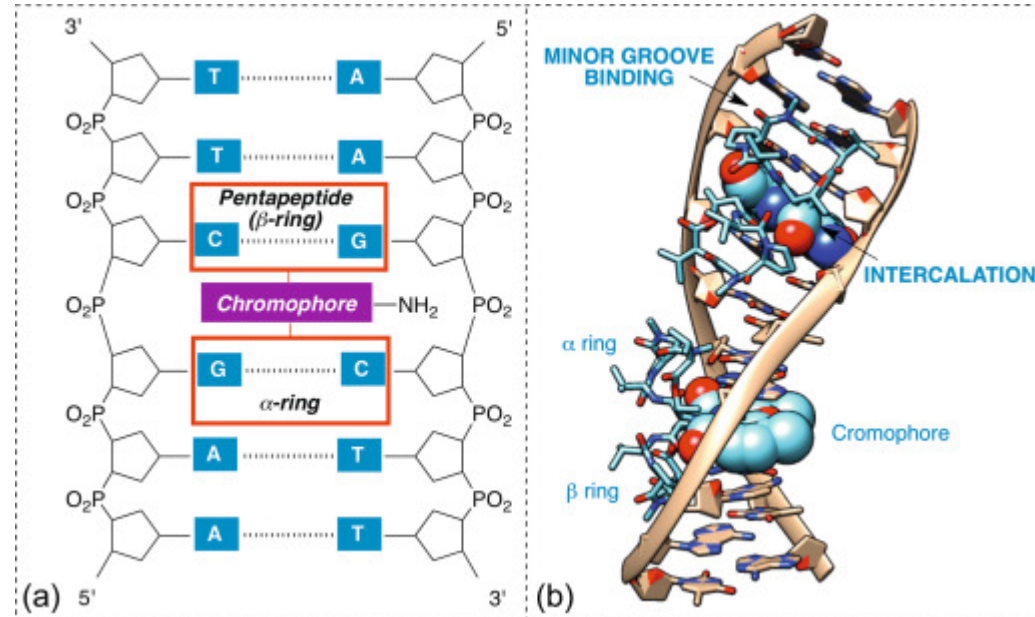 3'
5'
T
A
O₂P
PO₂
T
A
O₂P
PO₂
Pentapeptide
(β-ring)
C
G
O₂P
Chromophore
NH₂
PO₂
G
C
α-ring
O₂P
PO₂
A
T
O₂P
PO₂
A
T
(a)
5'
3'
MINOR GROOVE
BINDING
INTERCALATION
α ring
Cromophore
β ring
(b)